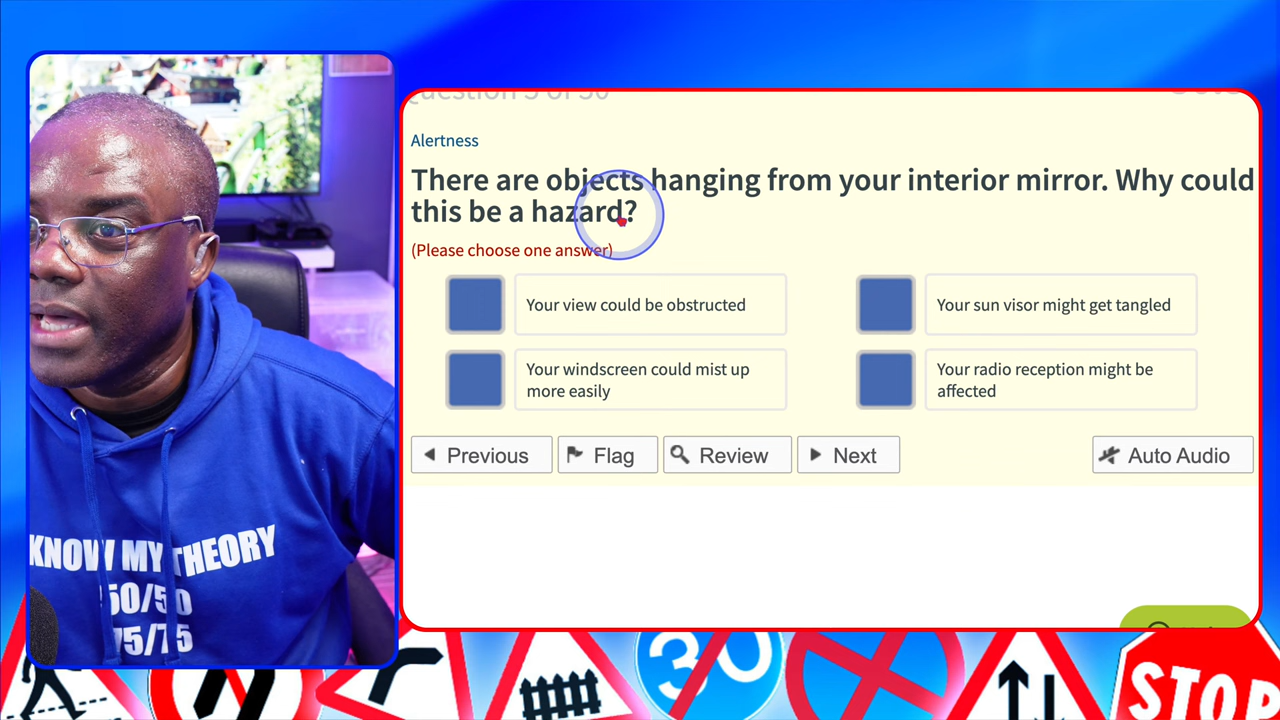 Alertness
There are objects hanging from your interior mirror. Why could
this be a hazard?
(Please choose one answer)
Your view could be obstructed
Your sun visor might get tangled
Your windscreen could mist up
more easily
Your radio reception might be
affected
Previous
Flag
Review
Next
Auto Audio
KNOW MY THEORY
50/50
75/75
30
STOP